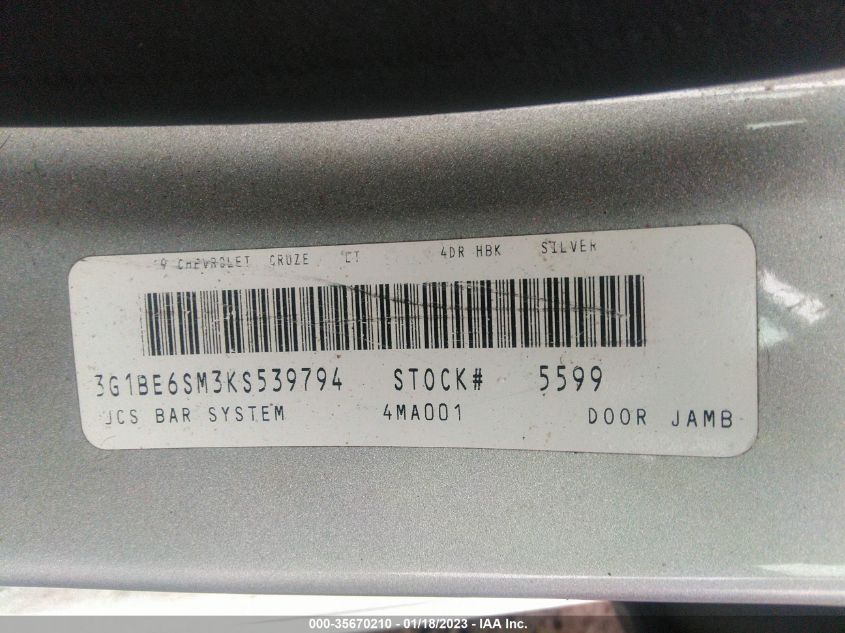 9 CHEVROLET CRUZE 4DR HBK SILVER
3G1BE6SM3KS539794 STOCK# 5599
JCS BAR SYSTEM 4MA001 DOOR JAMB
000-35670210 - 01/18/2023 - IAA Inc.